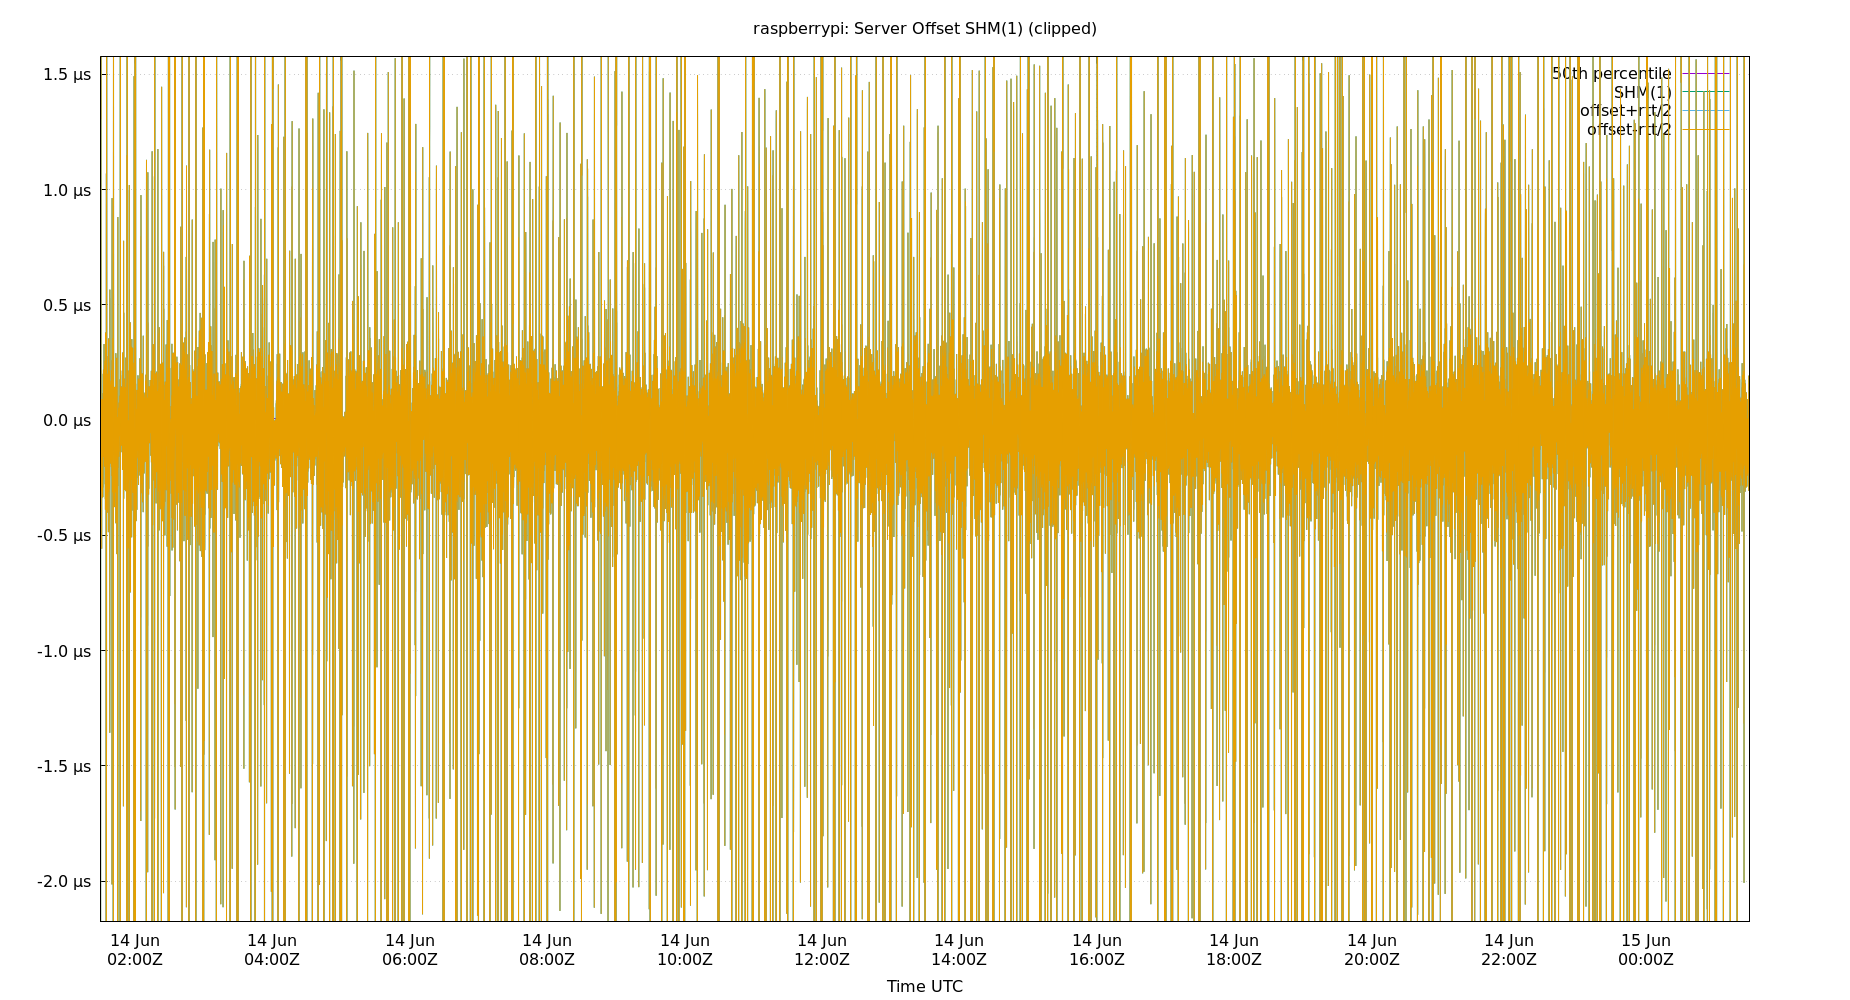 raspberrypi: Server Offset SHM(1) (clipped)
1.5 µs
1.0 µs
0.5 µs
0.0 µs
-0.5 µs
-1.0 µs
-1.5 µs
-2.0 µs
50th percentile
SHM(1)
offset+rtt/2
offset-rtt/2
14 Jun 14 Jun 14 Jun 14 Jun 14 Jun 14 Jun 14 Jun 14 Jun 14 Jun 14 Jun 14 Jun 15 Jun
02:00Z 04:00Z 06:00Z 08:00Z 10:00Z 12:00Z 14:00Z 16:00Z 18:00Z 20:00Z 22:00Z 00:00Z
Time UTC